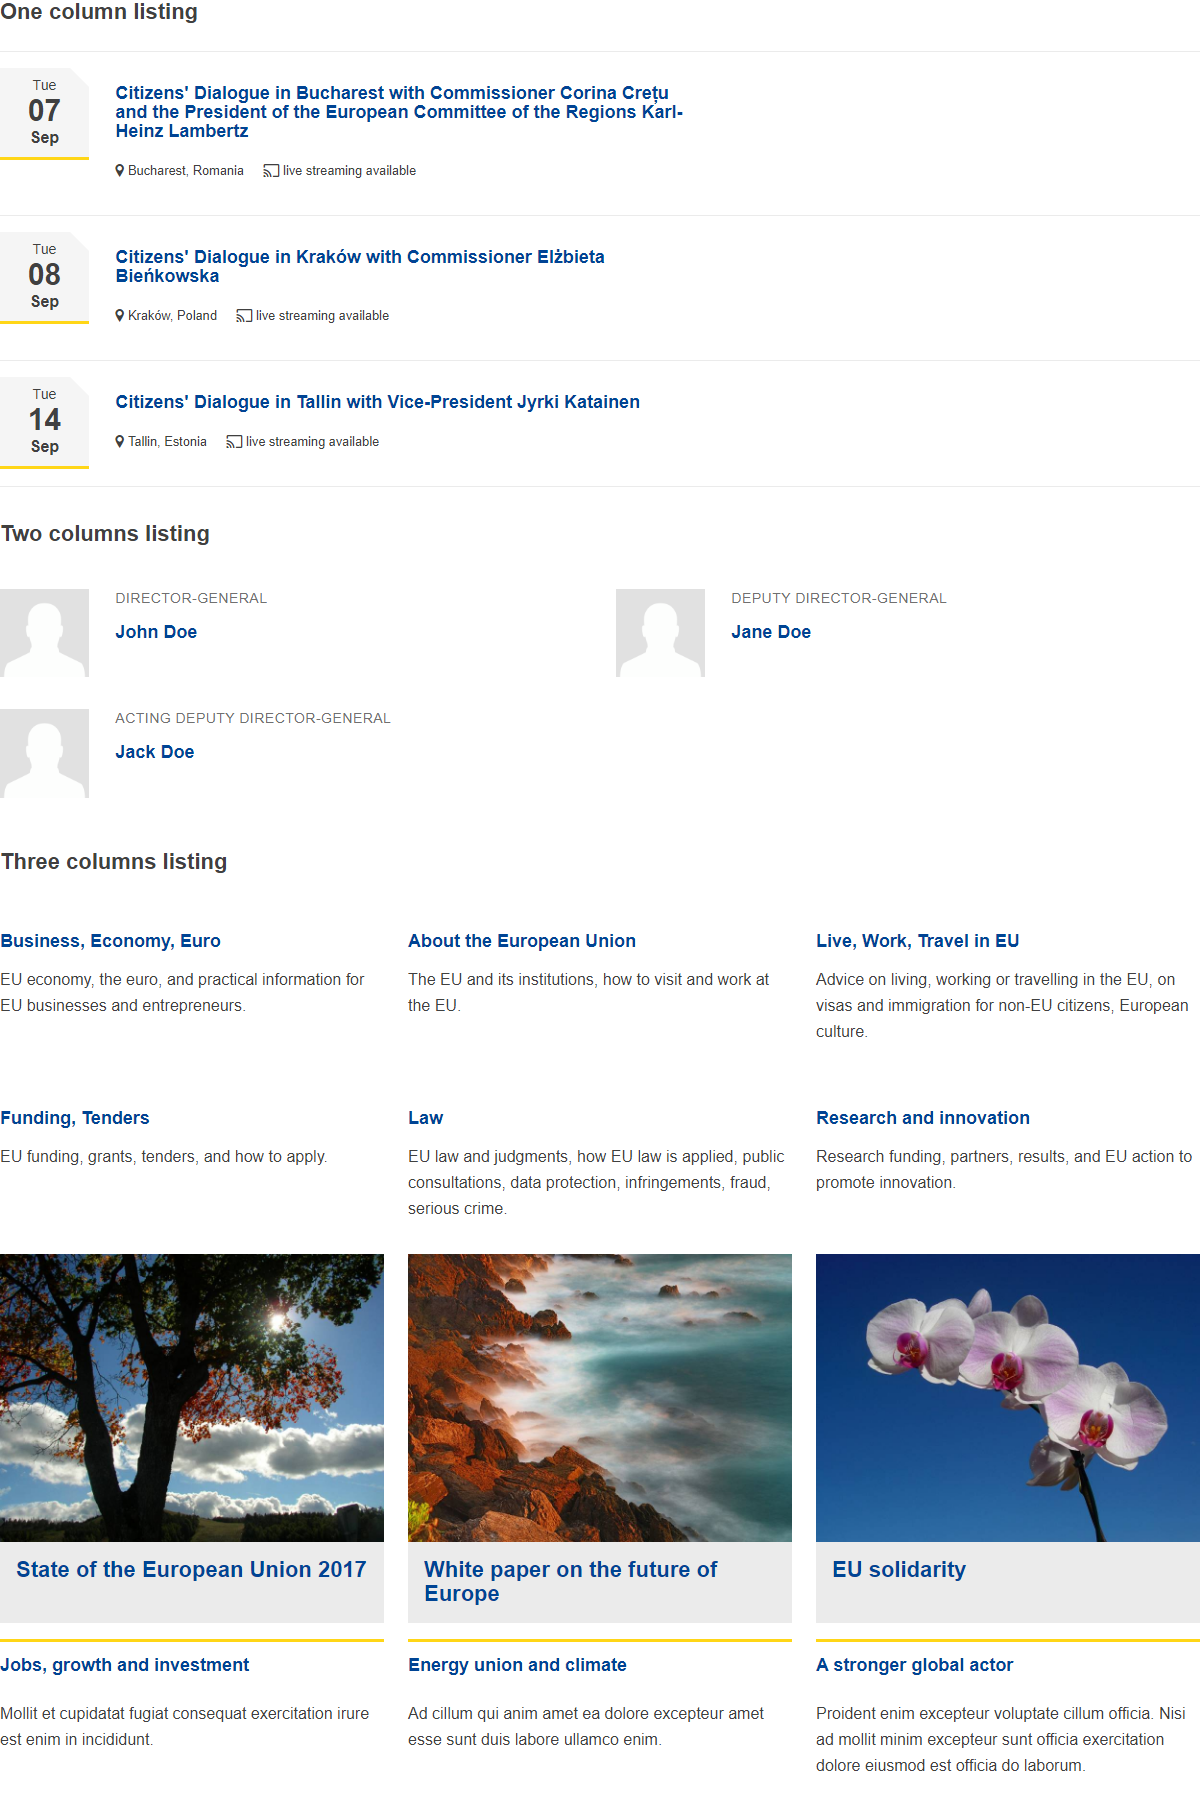 One column listing
Tue
07
Sep
Citizens' Dialogue in Bucharest with Commissioner Corina Crețu
and the President of the European Committee of the Regions Karl-
Heinz Lambertz
Bucharest, Romania live streaming available
Tue
08
Sep
Citizens' Dialogue in Kraków with Commissioner Elżbieta
Bieńkowska
Kraków, Poland live streaming available
Tue
14
Sep
Citizens' Dialogue in Tallin with Vice-President Jyrki Katainen
Tallin, Estonia live streaming available
Two columns listing
DIRECTOR-GENERAL
John Doe
DEPUTY DIRECTOR-GENERAL
Jane Doe
ACTING DEPUTY DIRECTOR-GENERAL
Jack Doe
Three columns listing
Business, Economy, Euro
EU economy, the euro, and practical information for
EU businesses and entrepreneurs.
About the European Union
The EU and its institutions, how to visit and work at
the EU.
Live, Work, Travel in EU
Advice on living, working or travelling in the EU, on
visas and immigration for non-EU citizens, European
culture.
Funding, Tenders
EU funding, grants, tenders, and how to apply.
Law
EU law and judgments, how EU law is applied, public
consultations, data protection, infringements, fraud,
serious crime.
Research and innovation
Research funding, partners, results, and EU action to
promote innovation.
State of the European Union 2017
White paper on the future of
Europe
EU solidarity
Jobs, growth and investment
Mollit et cupidatat fugiat consequat exercitation irure
est enim in incididunt.
Energy union and climate
Ad cillum qui anim amet ea dolore excepteur amet
esse sunt duis labore ullamco enim.
A stronger global actor
Proident enim excepteur voluptate cillum officia. Nisi
ad mollit minim excepteur sunt officia exercitation
dolore eiusmod est officia do laborum.